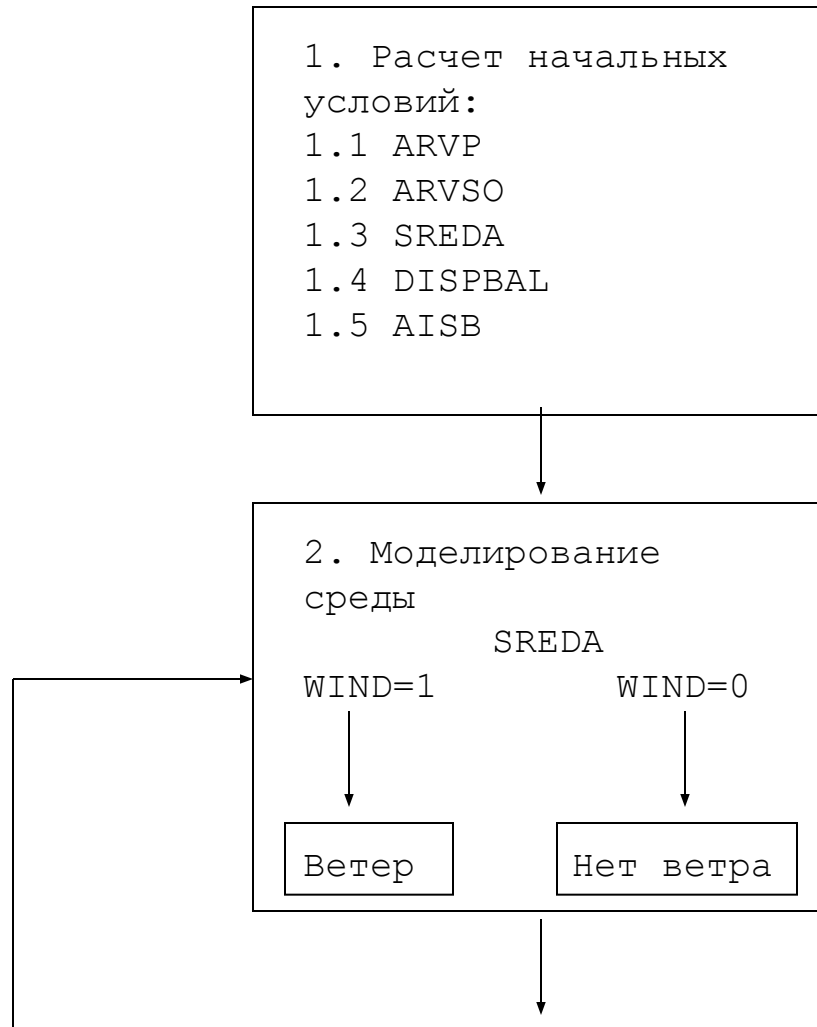 1. Расчет начальных
условий:
1.1 ARVP
1.2 ARVSO
1.3 SREDA
1.4 DISPBAL
1.5 AISB
2. Моделирование
среды
SREDA
WIND=1 WIND=0
Ветер Нет ветра